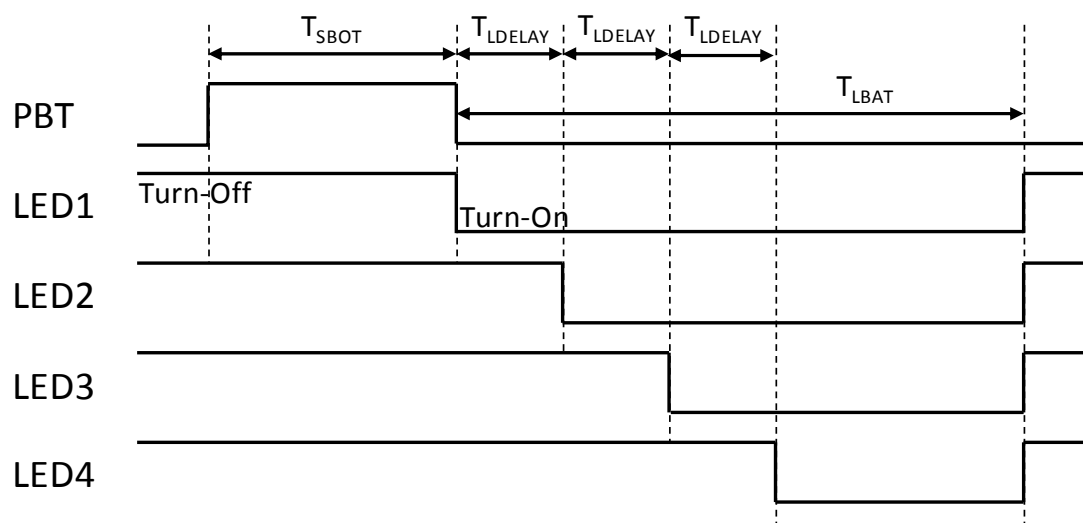 TSBOT TLDELAY TLDELAY TLDELAY
TLBAT
PBT
Turn-Off
LED1
Turn-On
LED2
LED3
LED4